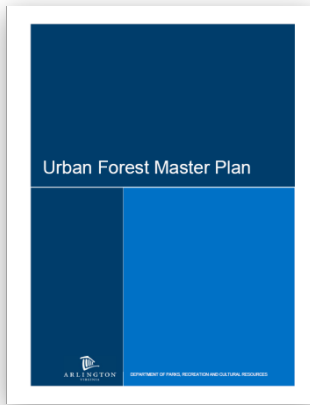 Urban Forest Master Plan
ARLINGTON
VIRGINIA
DEPARTMENT OF PARKS, RECREATION AND CULTURAL RESOURCES